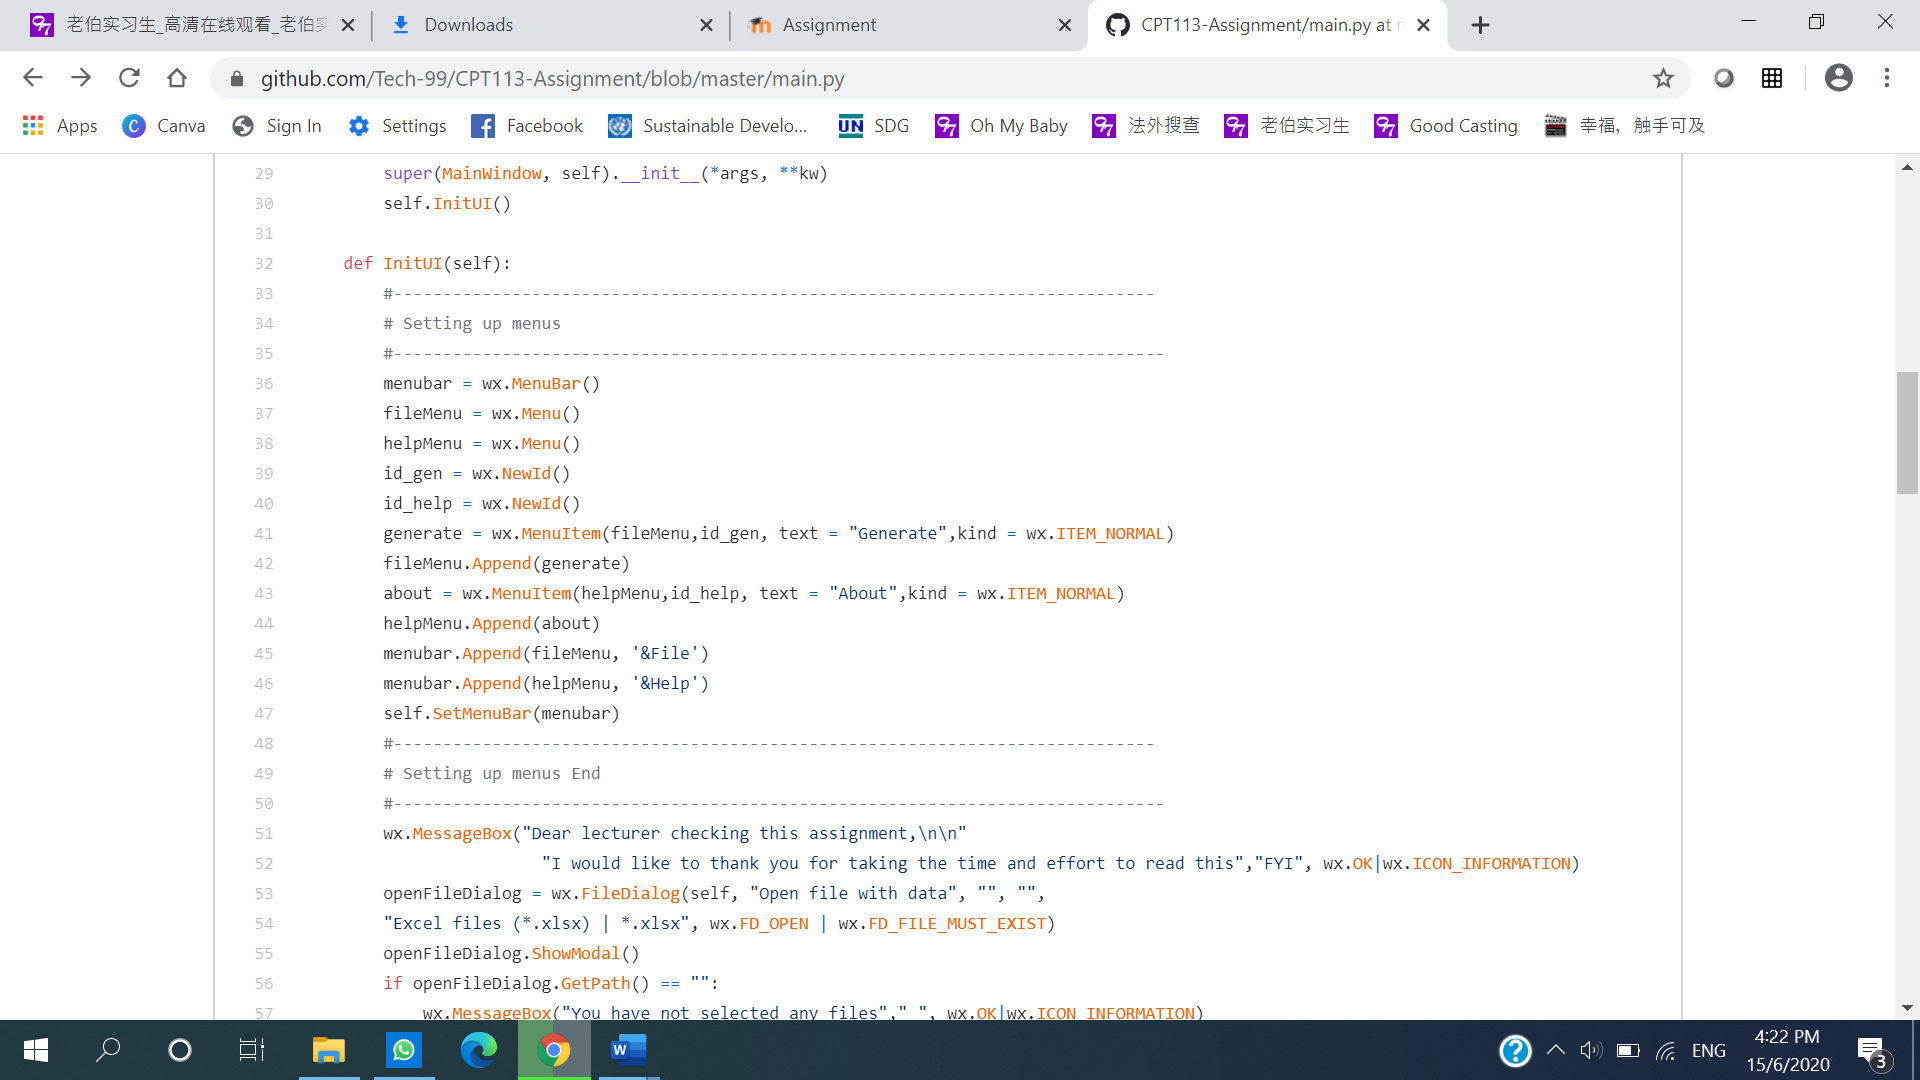 老伯实习生_高清在线观看_老伯实
Downloads
Assignment
CPT113-Assignment/main.py at
github.com/Tech-99/CPT113-Assignment/blob/master/main.py
Apps
Canva
Sign In
Settings
Facebook
Sustainable Develo...
UN SDG
Oh My Baby
法外搜查
老伯实习生
Good Casting
幸福，触手可及
29 super(MainWindow, self).__init__(*args, **kw)
30 self.InitUI()
31
32 def InitUI(self):
33 #-----------------------------------------------------------------------------
34 # Setting up menus
35 #------------------------------------------------------------------------------
36 menubar = wx.MenuBar()
37 fileMenu = wx.Menu()
38 helpMenu = wx.Menu()
39 id_gen = wx.NewId()
40 id_help = wx.NewId()
41 generate = wx.MenuItem(fileMenu,id_gen, text = "Generate",kind = wx.ITEM_NORMAL)
42 fileMenu.Append(generate)
43 about = wx.MenuItem(helpMenu,id_help, text = "About",kind = wx.ITEM_NORMAL)
44 helpMenu.Append(about)
45 menubar.Append(fileMenu, '&File')
46 menubar.Append(helpMenu, '&Help')
47 self.SetMenuBar(menubar)
48 #-----------------------------------------------------------------------------
49 # Setting up menus End
50 #------------------------------------------------------------------------------
51 wx.MessageBox("Dear lecturer checking this assignment,\n\n"
52 "I would like to thank you for taking the time and effort to read this","FYI", wx.OK|wx.ICON_INFORMATION)
53 openFileDialog = wx.FileDialog(self, "Open file with data", "", "",
54 "Excel files (*.xlsx) | *.xlsx", wx.FD_OPEN | wx.FD_FILE_MUST_EXIST)
55 openFileDialog.ShowModal()
56 if openFileDialog.GetPath() == "":
57 wx.MessageBox("You have not selected any files"," ", wx.OK|wx.ICON_INFORMATION)
ENG
4:22 PM
15/6/2020
3